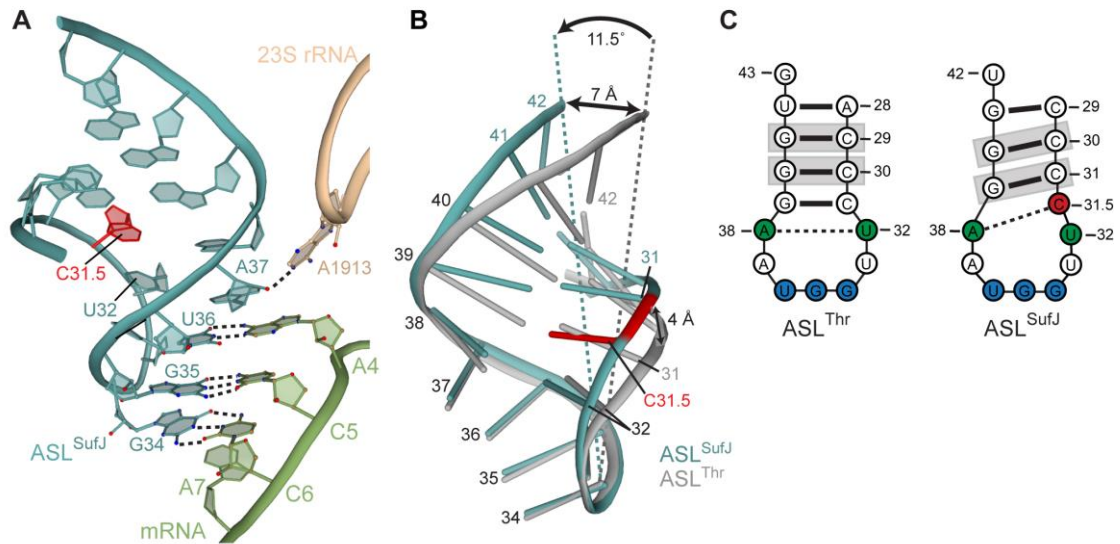 A
23S rRNA
C31.5
A37
A1913
U32
U36
A4
G35
ASL^SufJ
G34
C5
A7
C6
mRNA
B
11.5°
7 Å
42
41
42
40
39
31
38
4 Å
31
37
C31.5
36
32
ASL^SufJ
ASL^Thr
35
34
C
43 G
U A 28
G C 29
G C 30
G C
38 A U 32
A U
U G G
ASL^Thr
42 U
G C 29
G C 30
G C 31
C 31.5
38 A U 32
A U
U G G
ASL^SufJ